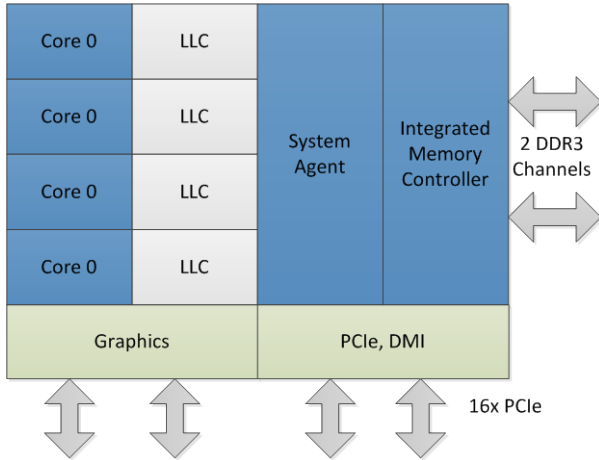 Core 0
LLC
Core 0
LLC
Core 0
LLC
Core 0
LLC
System
Agent
Integrated
Memory
Controller
2 DDR3
Channels
Graphics
PCIe, DMI
16x PCIe